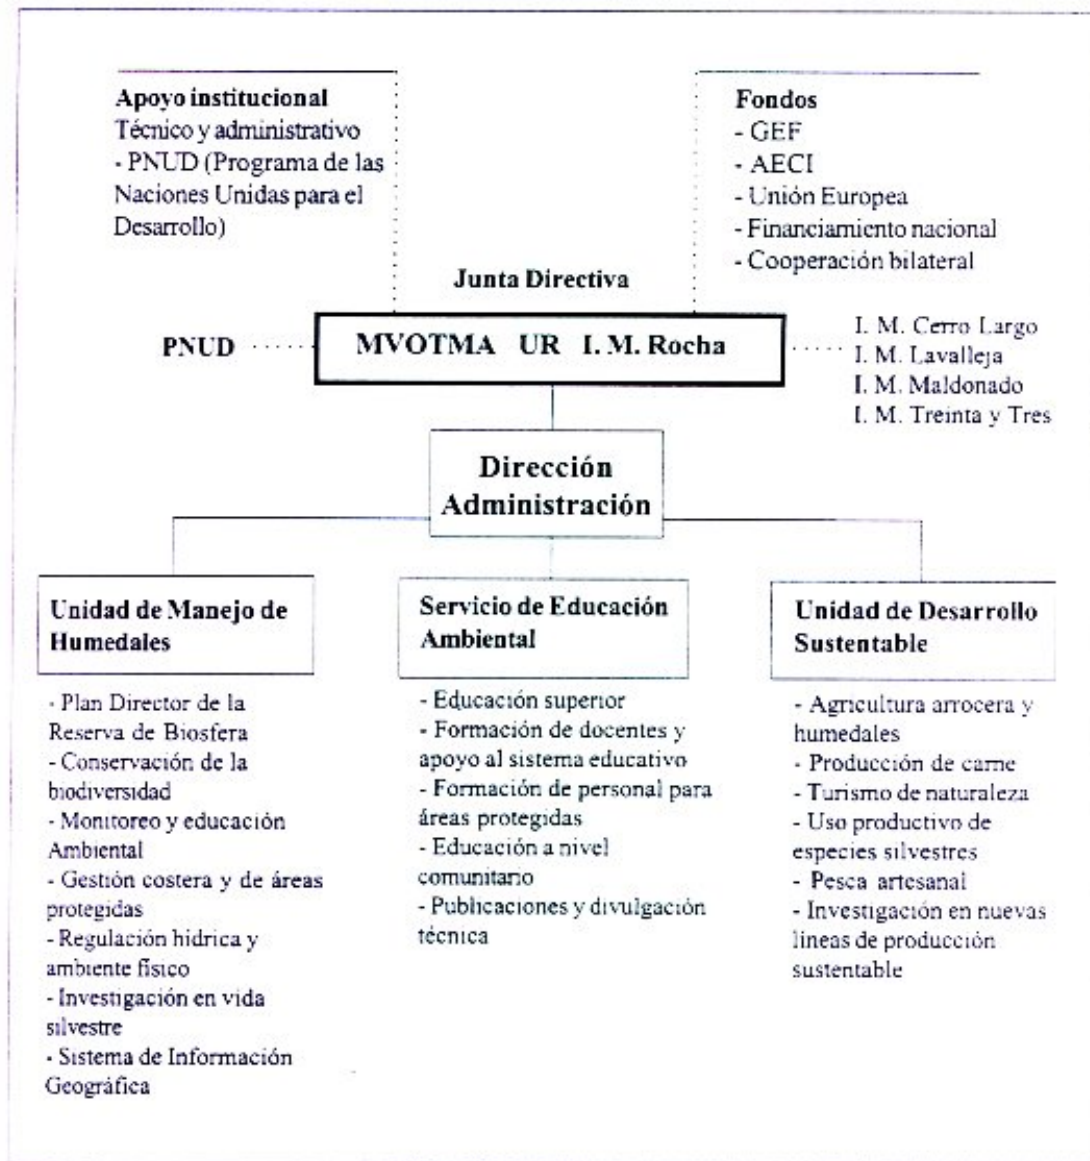 Apoyo institucional
Técnico y administrativo
- PNUD (Programa de las
Naciones Unidas para el
Desarrollo)
Fondos
- GEF
- AECI
- Unión Europea
- Financiamiento nacional
- Cooperación bilateral
Junta Directiva
PNUD
MVOTMA UR I. M. Rocha
I. M. Cerro Largo
I. M. Lavalleja
I. M. Maldonado
I. M. Treinta y Tres
Dirección
Administración
Unidad de Manejo de
Humedales
- Plan Director de la
Reserva de Biosfera
- Conservación de la
biodiversidad
- Monitoreo y educación
Ambiental
- Gestión costera y de áreas
protegidas
- Regulación hídrica y
ambiente físico
- Investigación en vida
silvestre
- Sistema de Información
Geográfica
Servicio de Educación
Ambiental
- Educación superior
- Formación de docentes y
apoyo al sistema educativo
- Formación de personal para
áreas protegidas
- Educación a nivel
comunitario
- Publicaciones y divulgación
técnica
Unidad de Desarrollo
Sustentable
- Agricultura arrocera y
humedales
- Producción de carne
- Turismo de naturaleza
- Uso productivo de
especies silvestres
- Pesca artesanal
- Investigación en nuevas
líneas de producción
sustentable